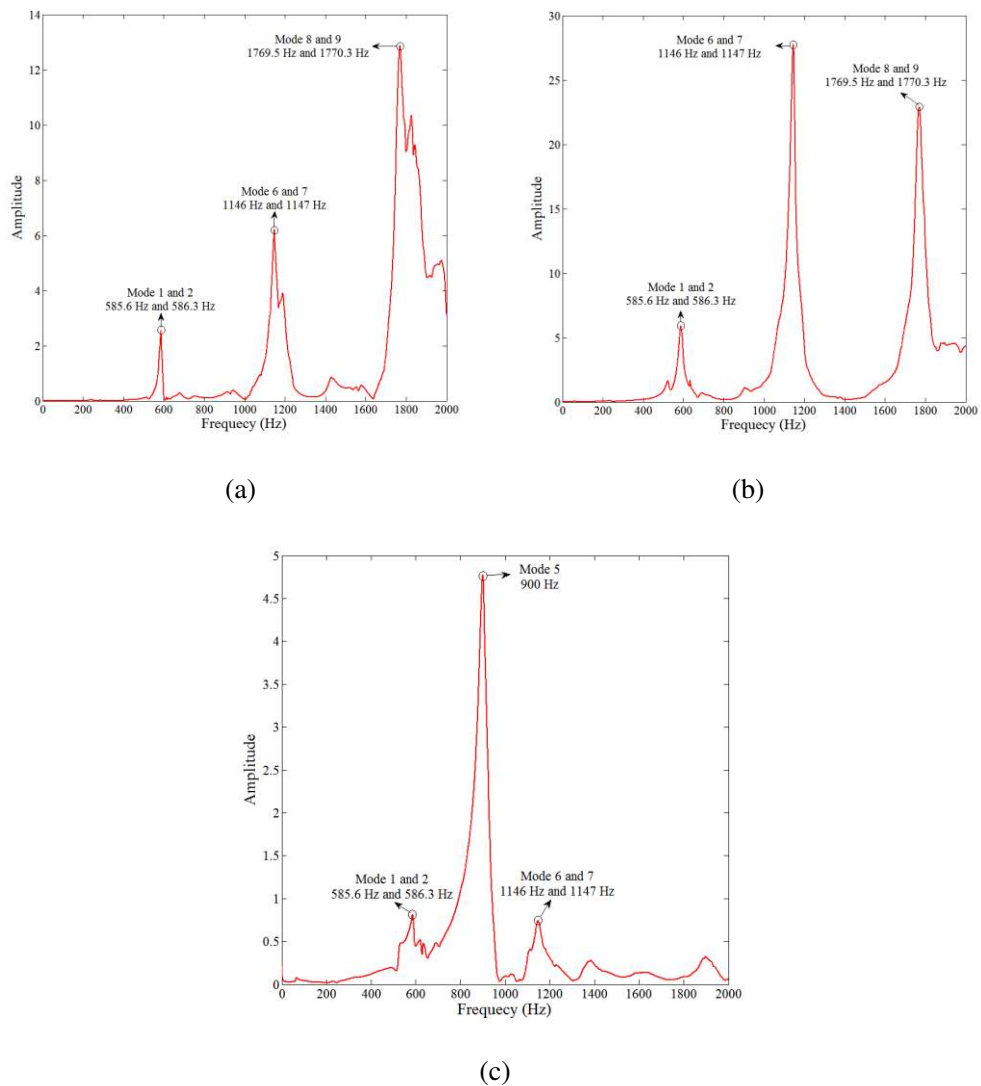 14
12
10
8
6
4
2
0
Amplitude
Mode 8 and 9
1769.5 Hz and 1770.3 Hz
Mode 6 and 7
1146 Hz and 1147 Hz
Mode 1 and 2
585.6 Hz and 586.3 Hz
0 200 400 600 800 1000 1200 1400 1600 1800 2000
Frequecy (Hz)
(a)
30
25
20
15
10
5
0
Amplitude
Mode 6 and 7
1146 Hz and 1147 Hz
Mode 8 and 9
1769.5 Hz and 1770.3 Hz
Mode 1 and 2
585.6 Hz and 586.3 Hz
0 200 400 600 800 1000 1200 1400 1600 1800 2000
Frequecy (Hz)
(b)
5
4.5
4
3.5
3
2.5
2
1.5
1
0.5
0
Amplitude
Mode 5
900 Hz
Mode 1 and 2
585.6 Hz and 586.3 Hz
Mode 6 and 7
1146 Hz and 1147 Hz
0 200 400 600 800 1000 1200 1400 1600 1800 2000
Frequecy (Hz)
(c)